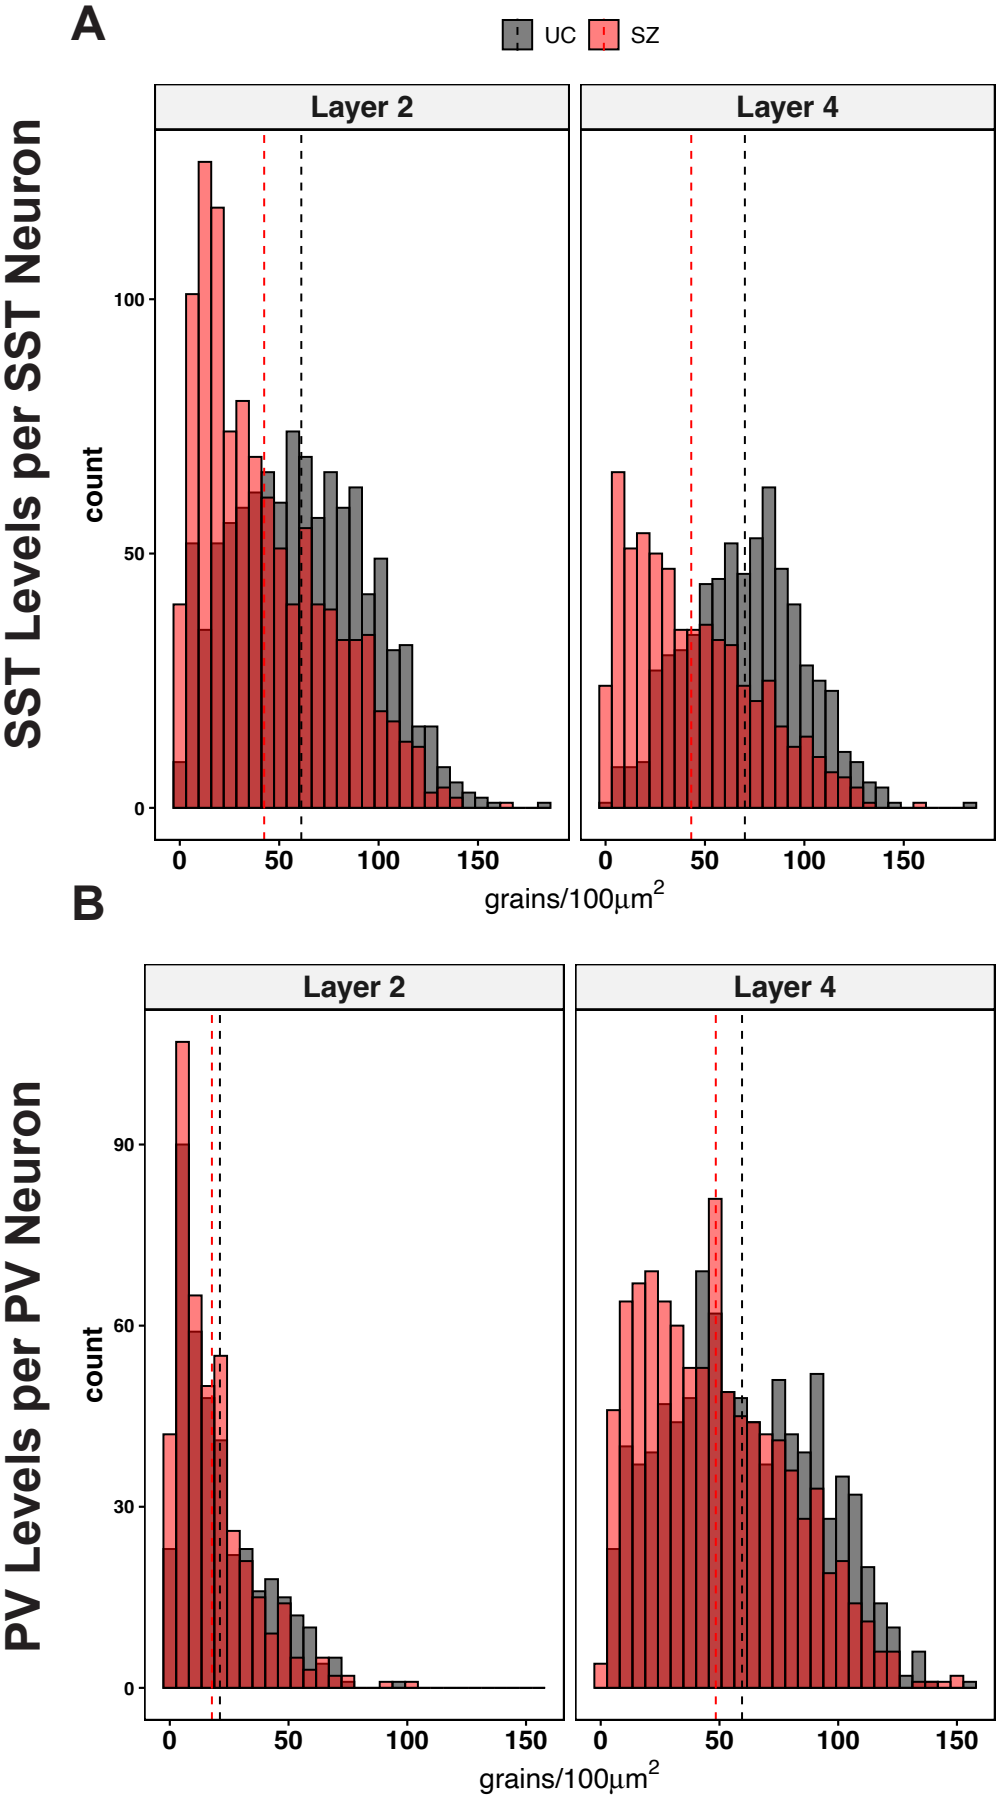 A
UC SZ
SST Levels per SST Neuron
Layer 2 Layer 4
count
100
50
0
0 50 100 150 0 50 100 150
grains/100μm²
B
PV Levels per PV Neuron
Layer 2 Layer 4
count
90
60
30
0
0 50 100 150 0 50 100 150
grains/100μm²